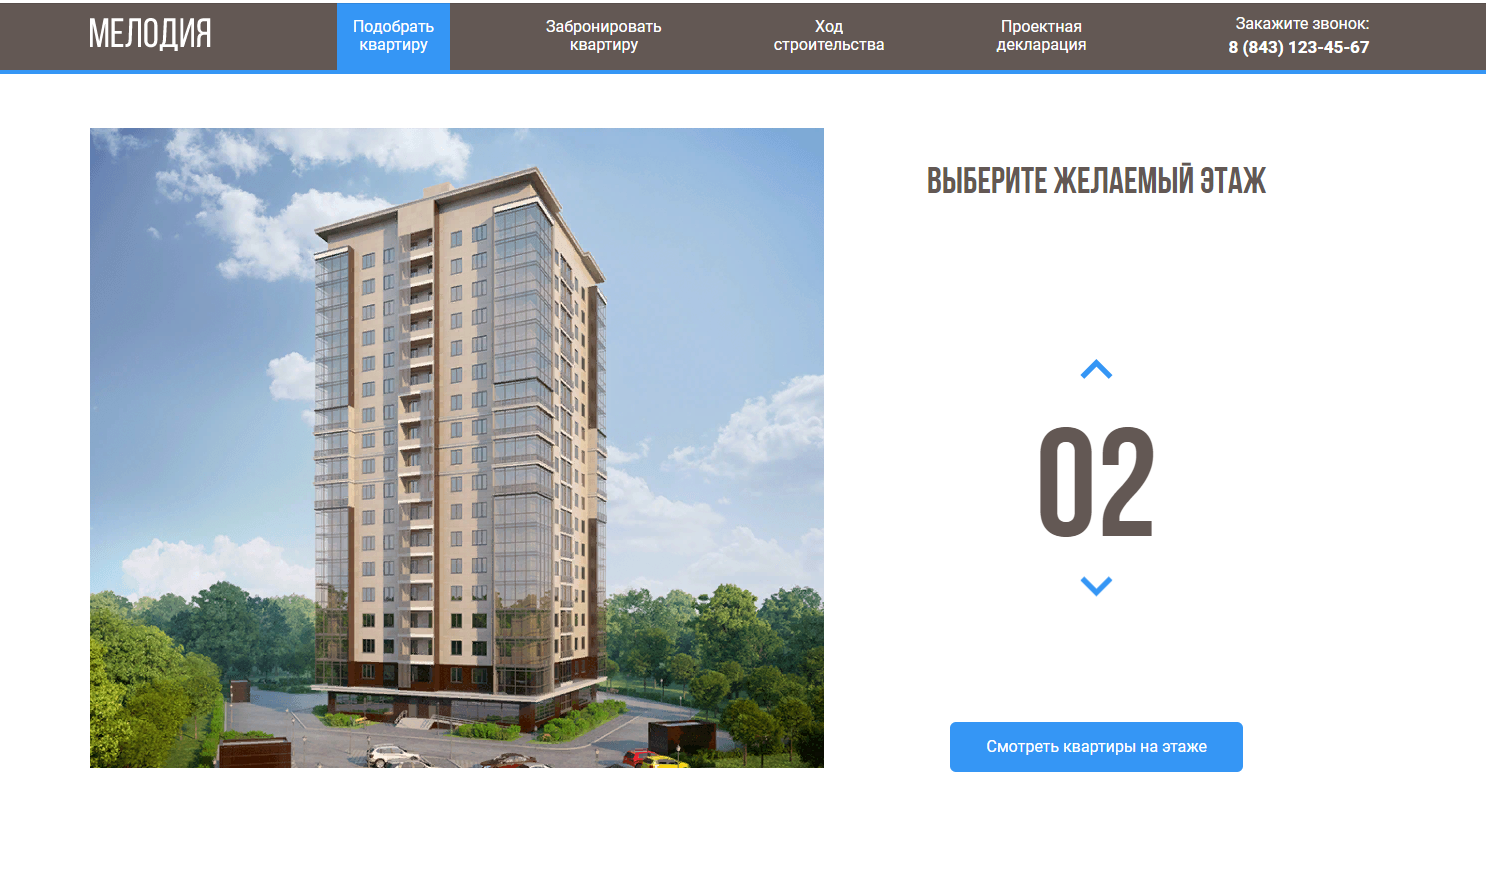 МЕЛОДИЯ
Подобрать
квартиру
Забронировать
квартиру
Ход
строительства
Проектная
декларация
Закажите звонок:
8 (843) 123-45-67
ВЫБЕРИТЕ ЖЕЛАЕМЫЙ ЭТАЖ
02
Смотреть квартиры на этаже